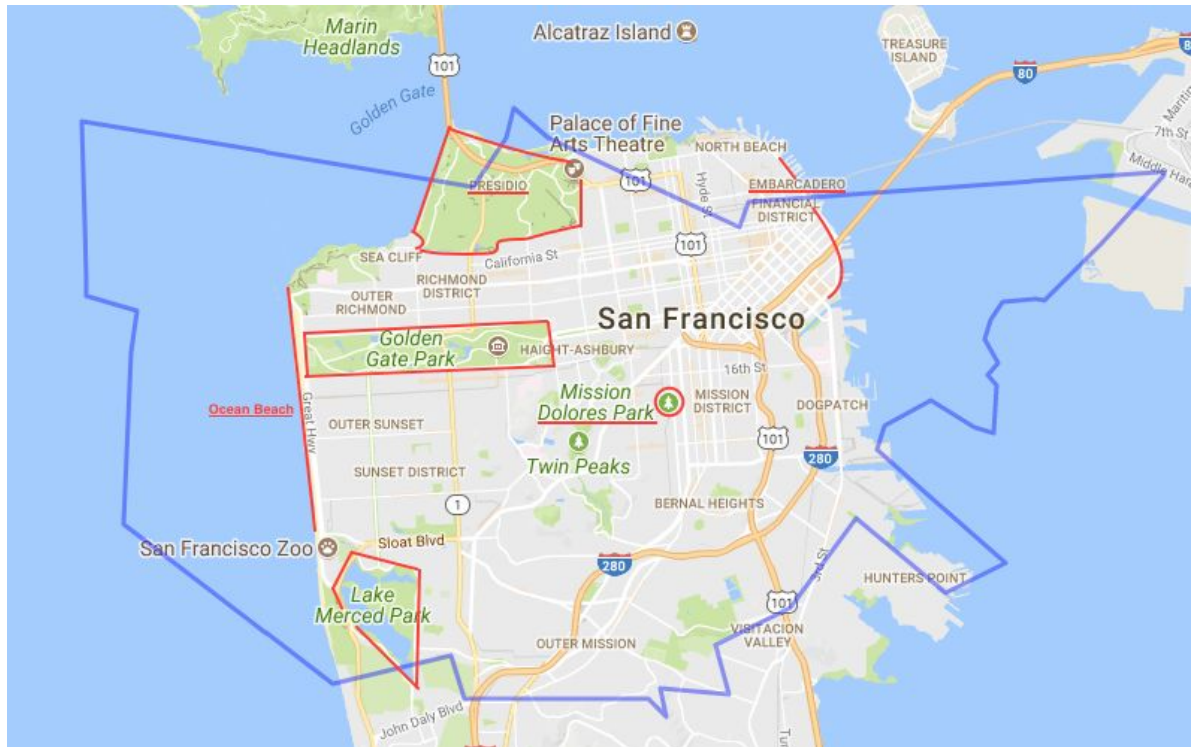 Marin
Headlands
Alcatraz Island
TREASURE
ISLAND
101
80
Golden Gate
Maritime
7th St
Middle Har
Palace of Fine
Arts Theatre
NORTH BEACH
PRESIDIO
101
Hyde St
EMBARCADERO
FINANCIAL
DISTRICT
101
SEA CLIFF
California St
RICHMOND
DISTRICT
OUTER
RICHMOND
San Francisco
Golden
Gate Park
HAIGHT-ASHBURY
16th St
Mission
Dolores Park
MISSION
DISTRICT
DOGPATCH
Ocean Beach
Great Hwy
OUTER SUNSET
101
280
Twin Peaks
SUNSET DISTRICT
1
BERNAL HEIGHTS
San Francisco Zoo
Sloat Blvd
280
3rd St
HUNTERS POINT
Lake
Merced Park
101
OUTER MISSION
VISITACION
VALLEY
John Daly Blvd